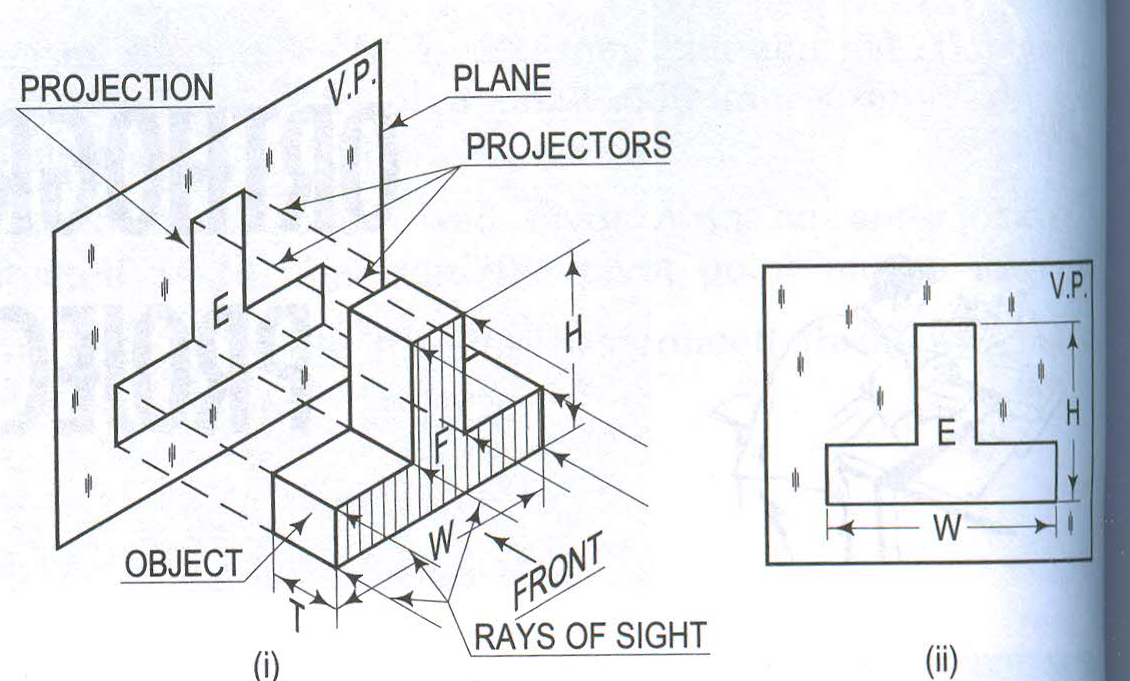 PROJECTION
V.P.
PLANE
PROJECTORS
E
H
F
W
OBJECT
T
FRONT
RAYS OF SIGHT
(i)
V.P.
E
H
W
(ii)